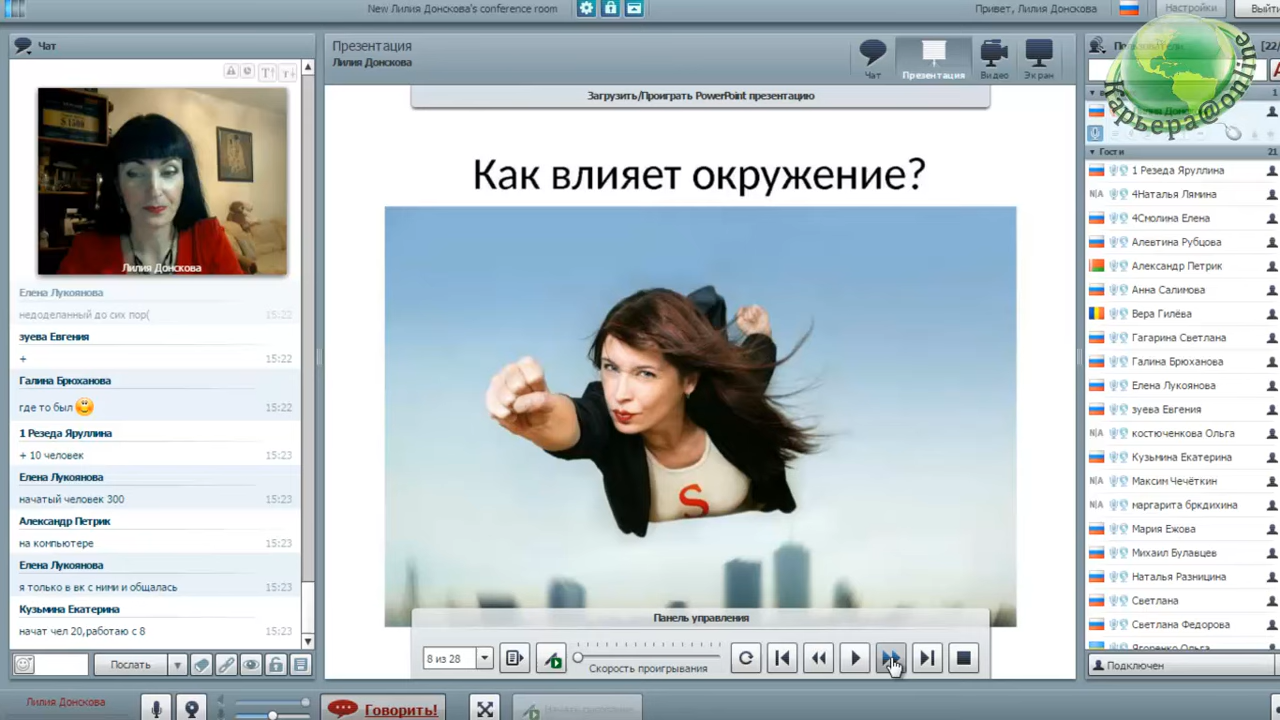 New Лилия Донскова's conference room
Привет, Лилия Донскова
Настройки
Выйти
Чат
Лилия Донскова
Елена Лукоянова
недоделанный до сих пор( 15:22
зуева Евгения
+ 15:22
Галина Брюханова
где то был 15:22
1 Резеда Яруллина
+ 10 человек 15:23
Елена Лукоянова
начатый человек 300 15:23
Александр Петрик
на компьютере 15:23
Елена Лукоянова
я только в вк с ними и общалась 15:23
Кузьмина Екатерина
начат чел 20,работаю с 8 15:23
Послать
Лилия Донскова
Говорить!
Презентация
Лилия Донскова
Чат
Презентация
Видео
Экран
Загрузить/Проиграть PowerPoint презентацию
Как влияет окружение?
S
Панель управления
8 из 28
Скорость проигрывания
Карьера@online
Гости 21
1 Резеда Яруллина
N/A 4Наталья Лямина
4Смолина Елена
Алевтина Рубцова
Александр Петрик
Анна Салимова
Вера Гилёва
Гагарина Светлана
Галина Брюханова
Елена Лукоянова
зуева Евгения
N/A костюченкова Ольга
Кузьмина Екатерина
N/A Максим Чечёткин
N/A маргарита бркдихина
Мария Ежова
Михаил Булавцев
Наталья Разницина
Светлана
Светлана Федорова
Подключен